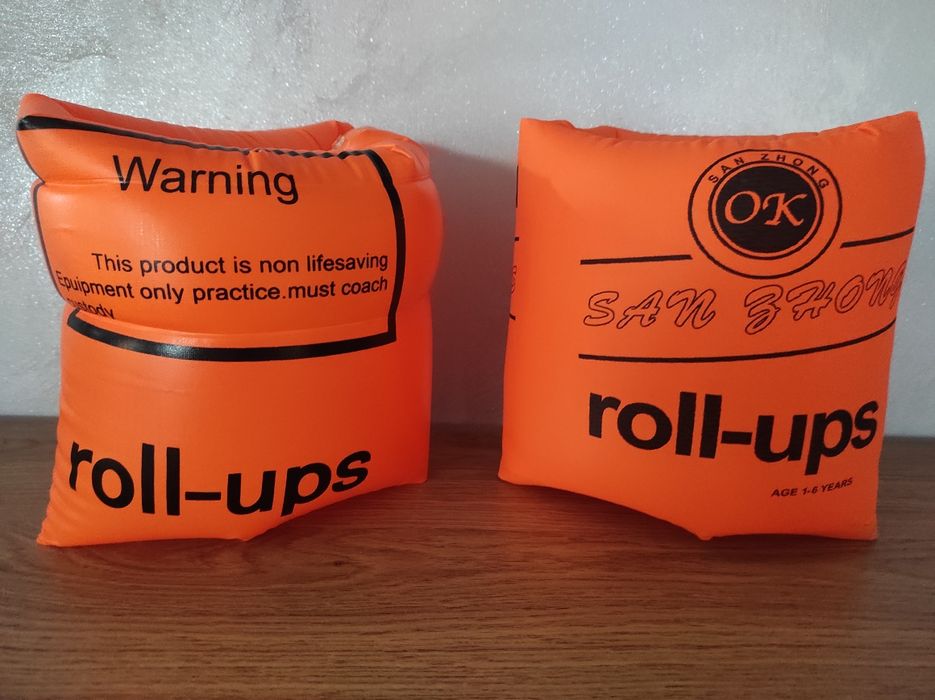 Warning
This product is non lifesaving
Equipment only practice.must coach
custody
roll-ups
SAN ZHONG
OK
SAN ZHONG
roll-ups
AGE 1-6 YEARS